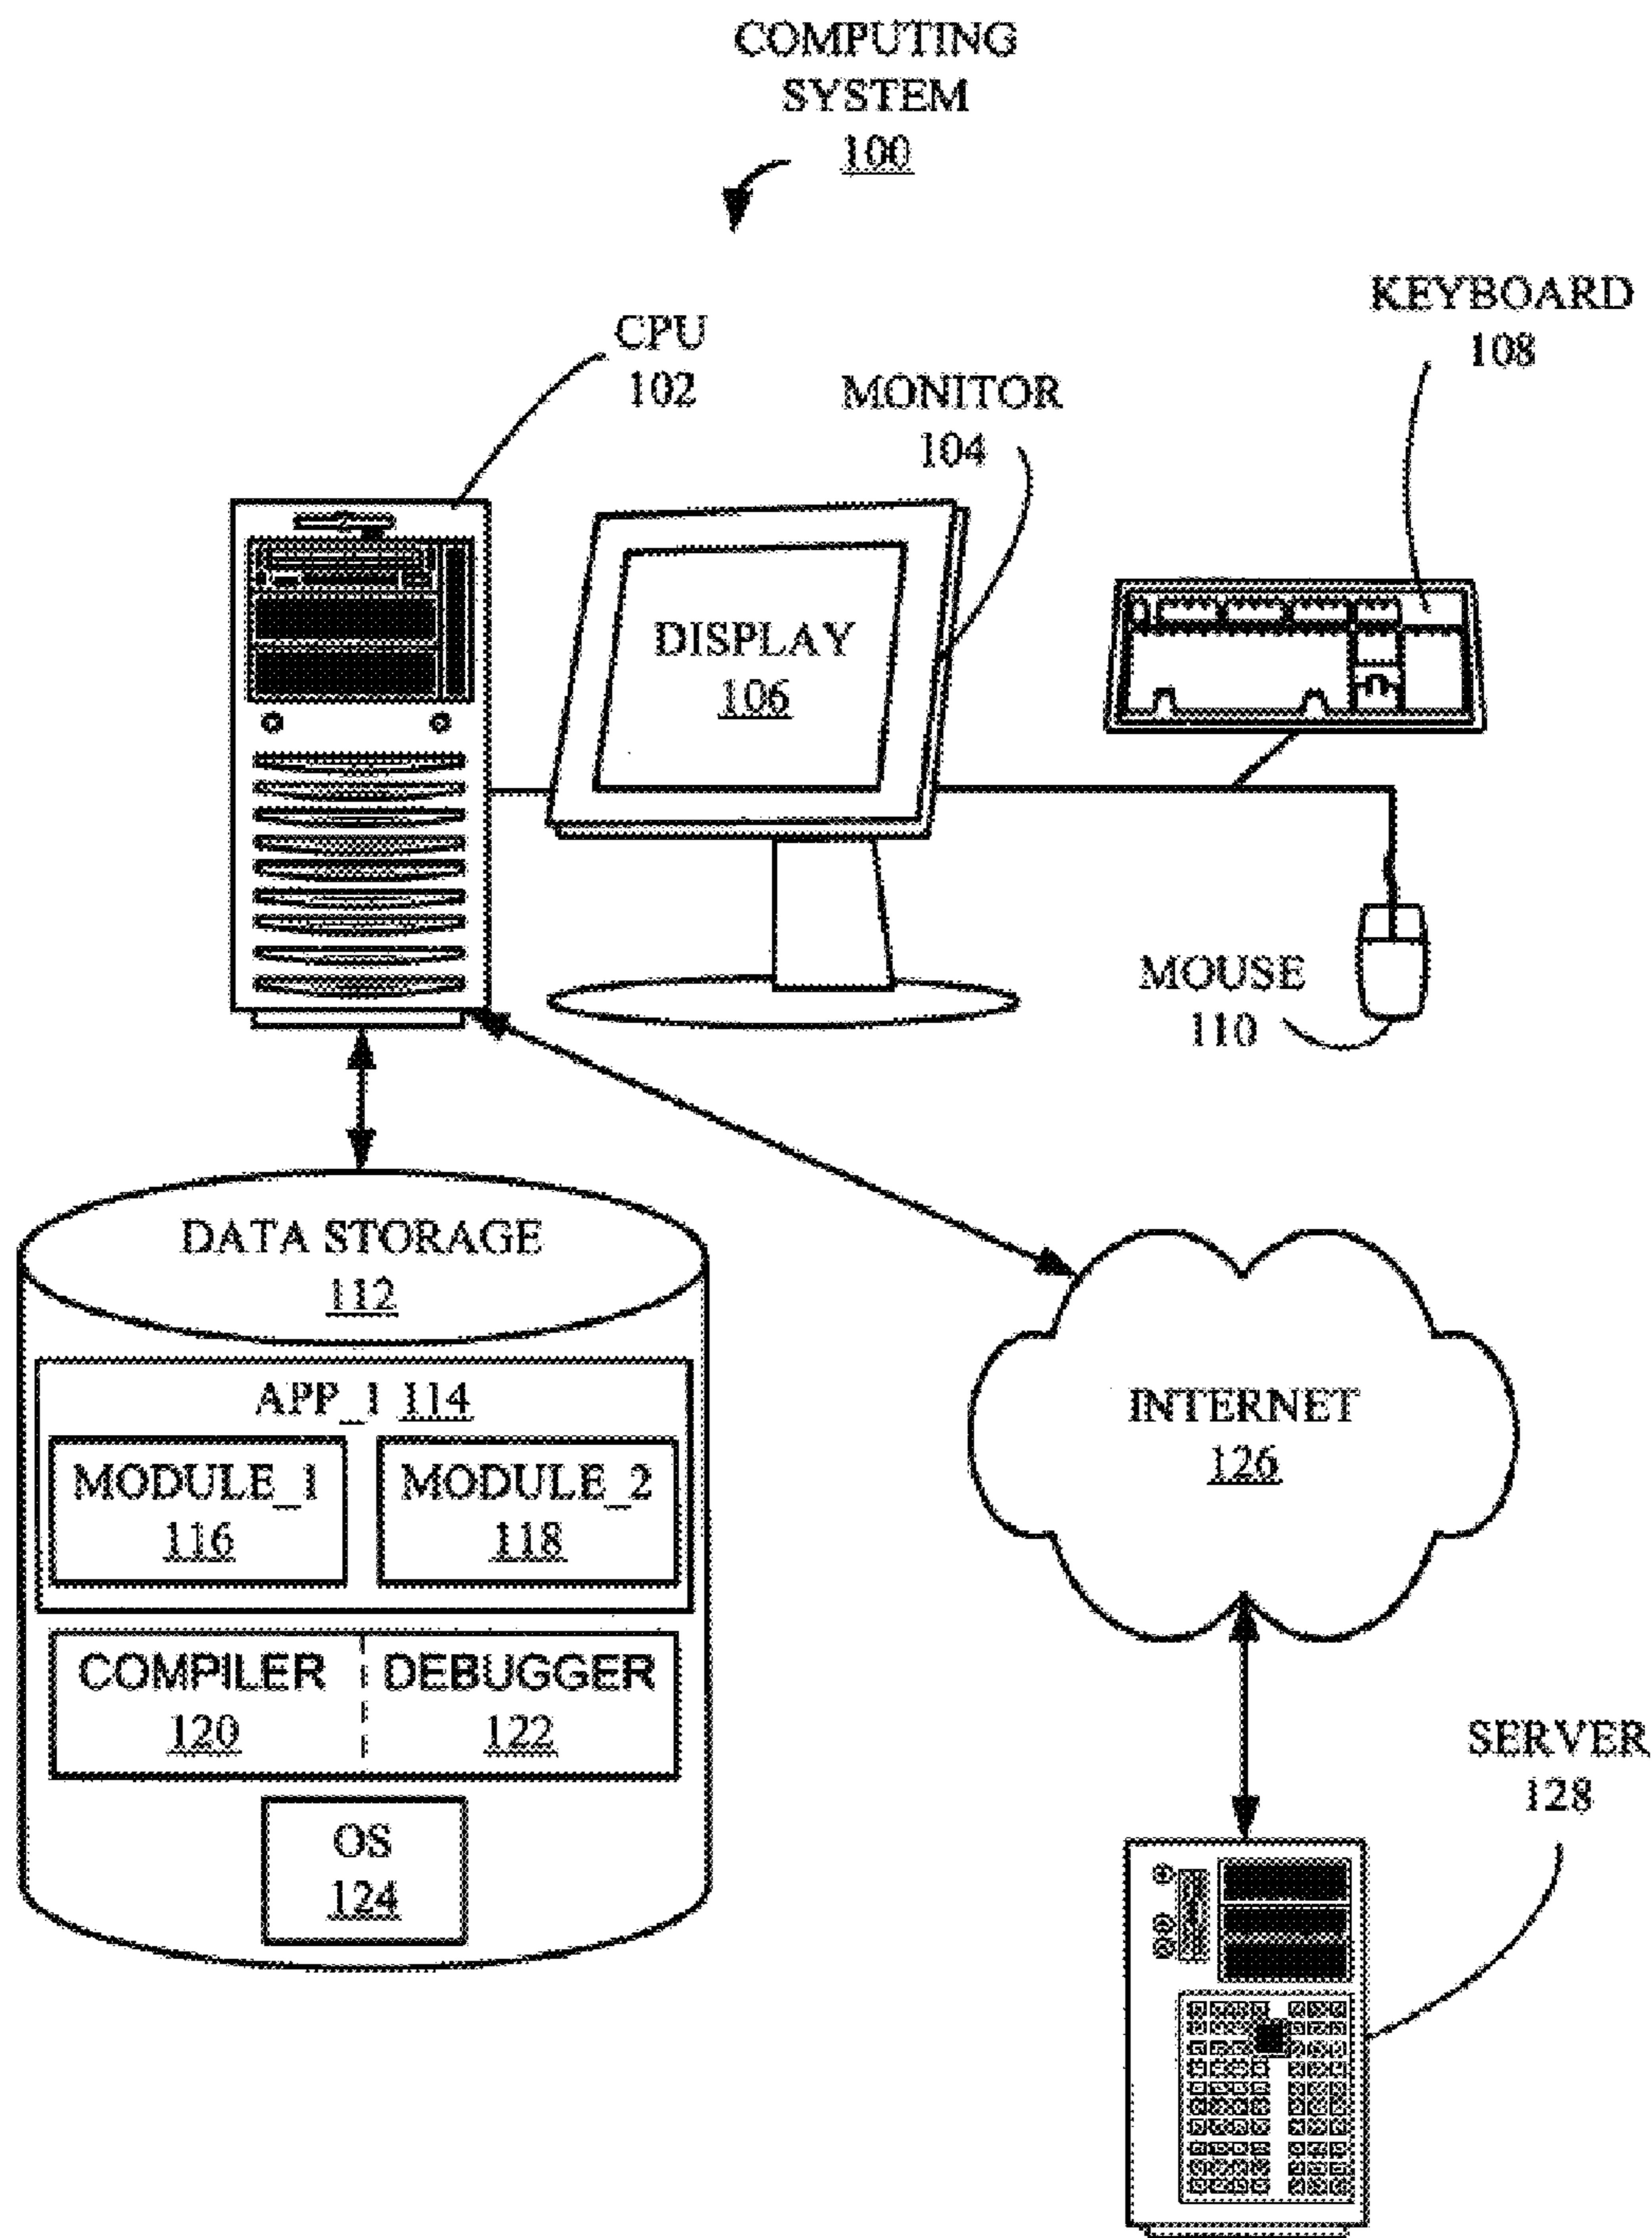 COMPUTING
SYSTEM
100
KEYBOARD
108
CPU
102
MONITOR
104
DISPLAY
106
MOUSE
110
DATA STORAGE
112
APP_1 114
MODULE_1
116
MODULE_2
118
INTERNET
126
COMPILER
120
DEBUGGER
122
SERVER
128
OS
124